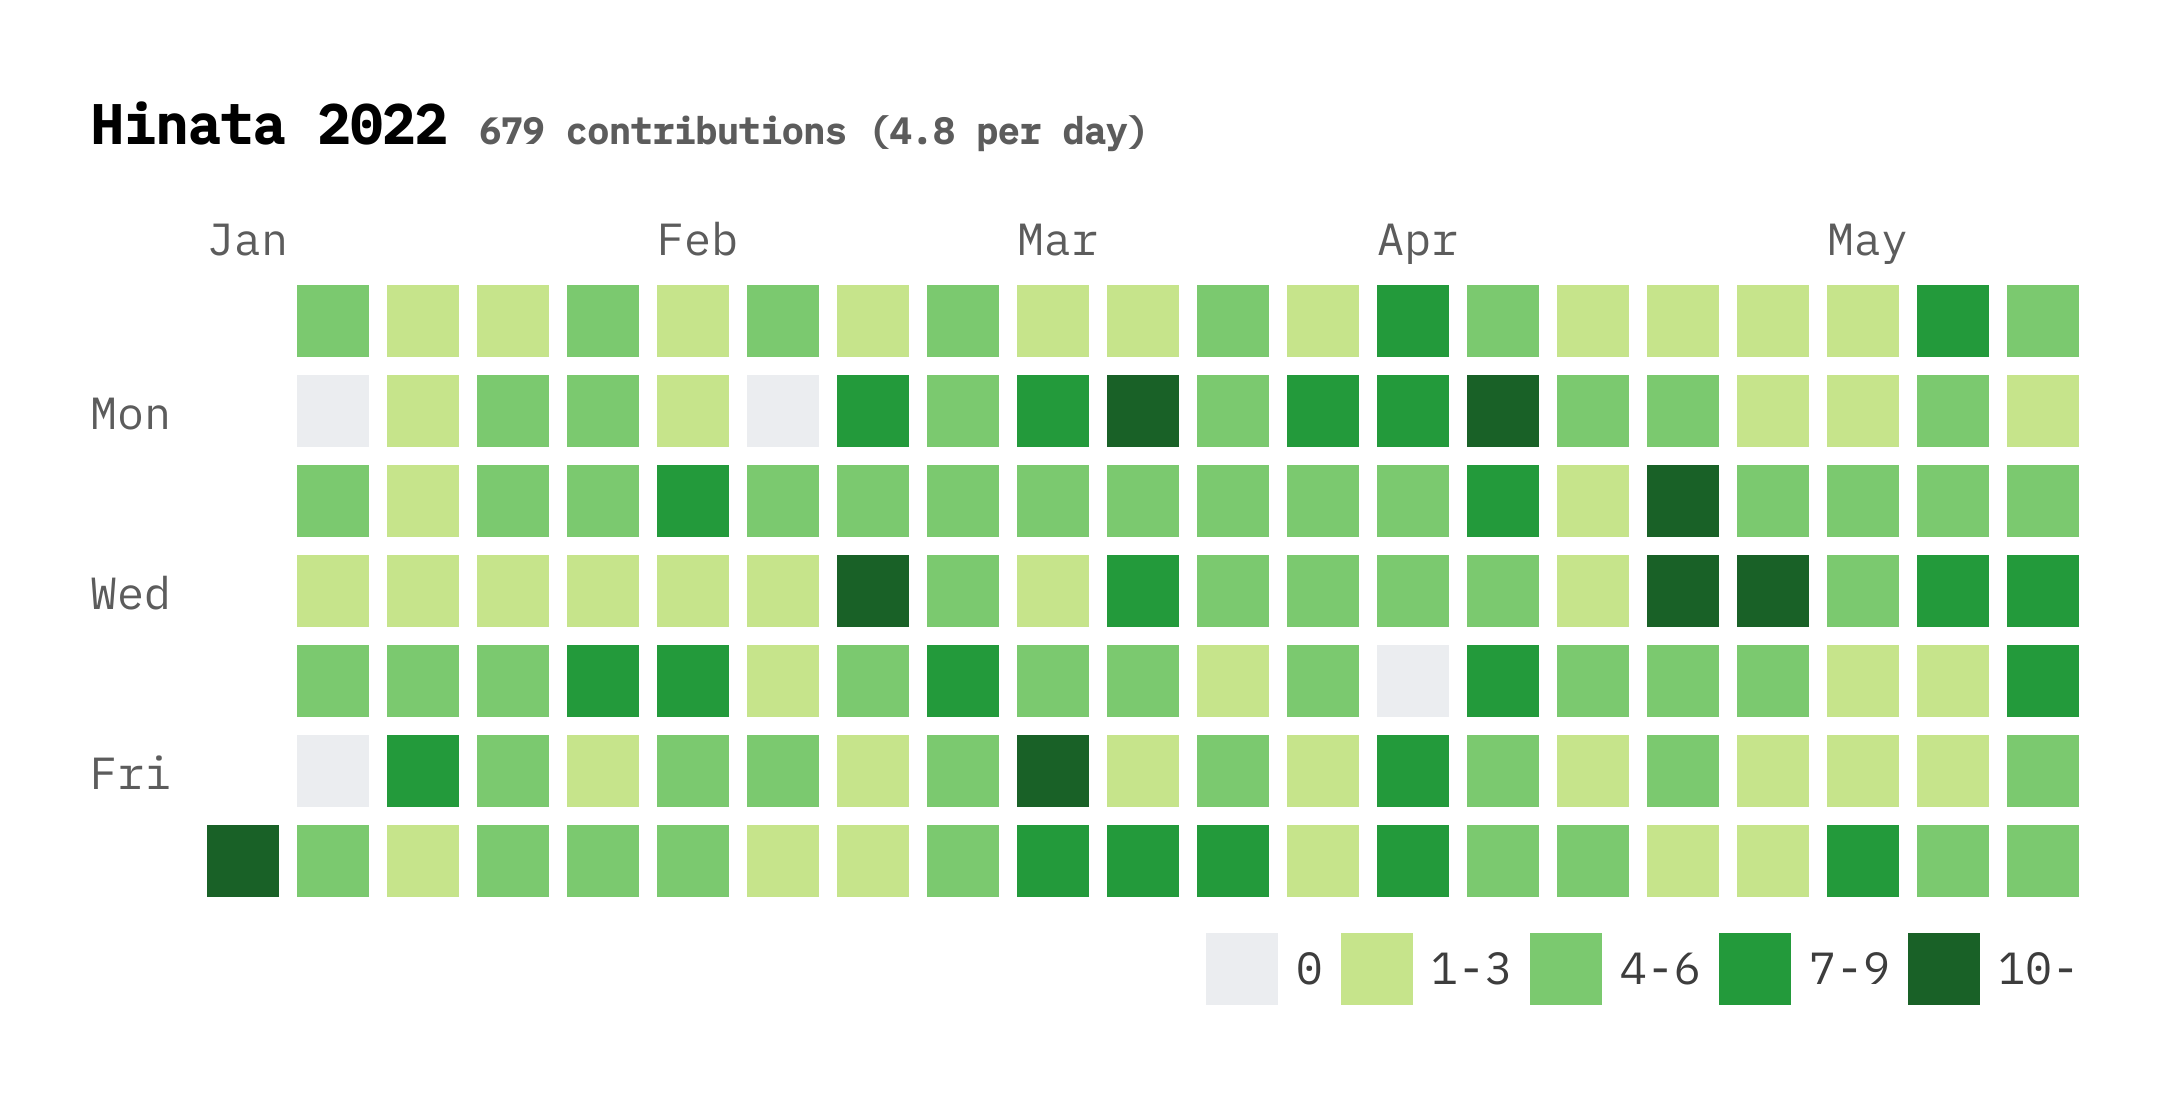 Hinata 2022 679 contributions (4.8 per day)
Jan Feb Mar Apr May
Mon
Wed
Fri
0 1-3 4-6 7-9 10-